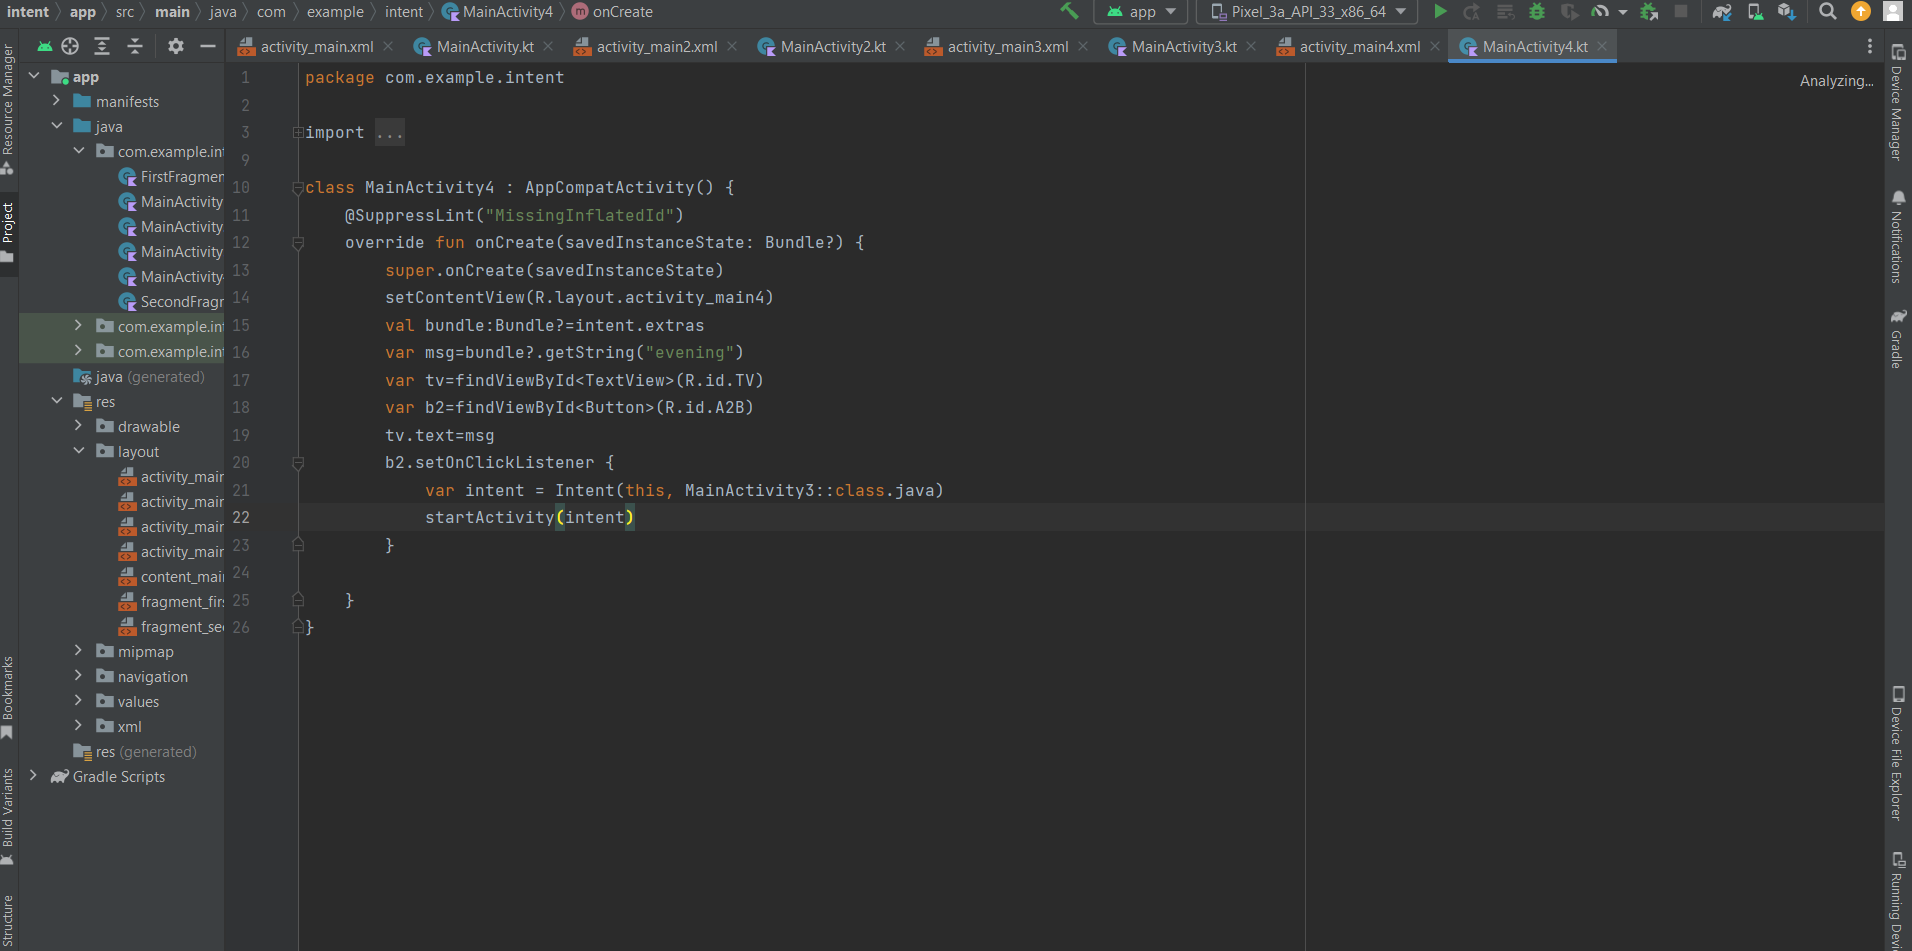 intent app src main java com example intent MainActivity4 onCreate
app Pixel_3a_API_33_x86_64
activity_main.xml MainActivity.kt activity_main2.xml MainActivity2.kt activity_main3.xml MainActivity3.kt activity_main4.xml MainActivity4.kt
Resource Manager
Project
Bookmarks
Build Variants
Structure
app
manifests
java
com.example.int
FirstFragmen
MainActivity
MainActivity
MainActivity
MainActivity
SecondFragr
com.example.int
com.example.int
java (generated)
res
drawable
layout
activity_main
activity_main
activity_main
activity_main
content_mai
fragment_firs
fragment_sec
mipmap
navigation
values
xml
res (generated)
Gradle Scripts
1 package com.example.intent
2
3 import ...
9
10 class MainActivity4 : AppCompatActivity() {
11 @SuppressLint("MissingInflatedId")
12 override fun onCreate(savedInstanceState: Bundle?) {
13 super.onCreate(savedInstanceState)
14 setContentView(R.layout.activity_main4)
15 val bundle:Bundle?=intent.extras
16 var msg=bundle?.getString("evening")
17 var tv=findViewById<TextView>(R.id.TV)
18 var b2=findViewById<Button>(R.id.A2B)
19 tv.text=msg
20 b2.setOnClickListener {
21 var intent = Intent(this, MainActivity3::class.java)
22 startActivity(intent)
23 }
24
25 }
26 }
Analyzing...
Device Manager
Notifications
Gradle
Device File Explorer
Running Devi